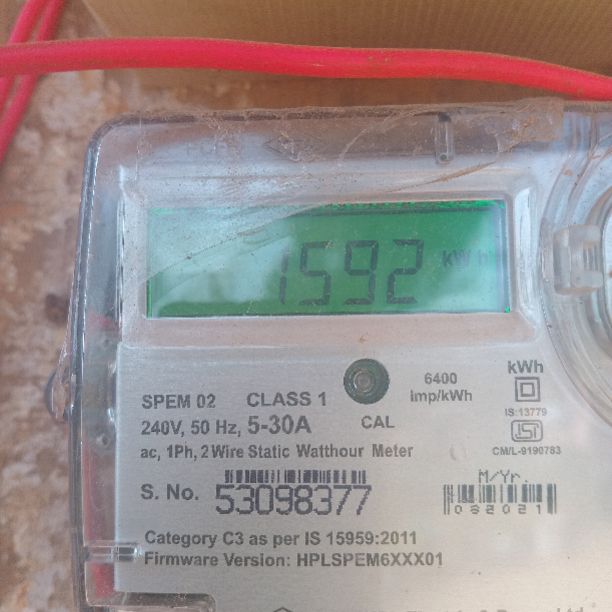 1592 kWh
SPEM 02 CLASS 1
6400
imp/kWh
kWh
240V, 50 Hz, 5-30A
CAL
IS:13779
ac, 1Ph, 2 Wire Static Watthour Meter
CM/L-9190783
M/Yr.
S. No. 53098377
032021
Category C3 as per IS 15959:2011
Firmware Version: HPLSPEM6XXX01